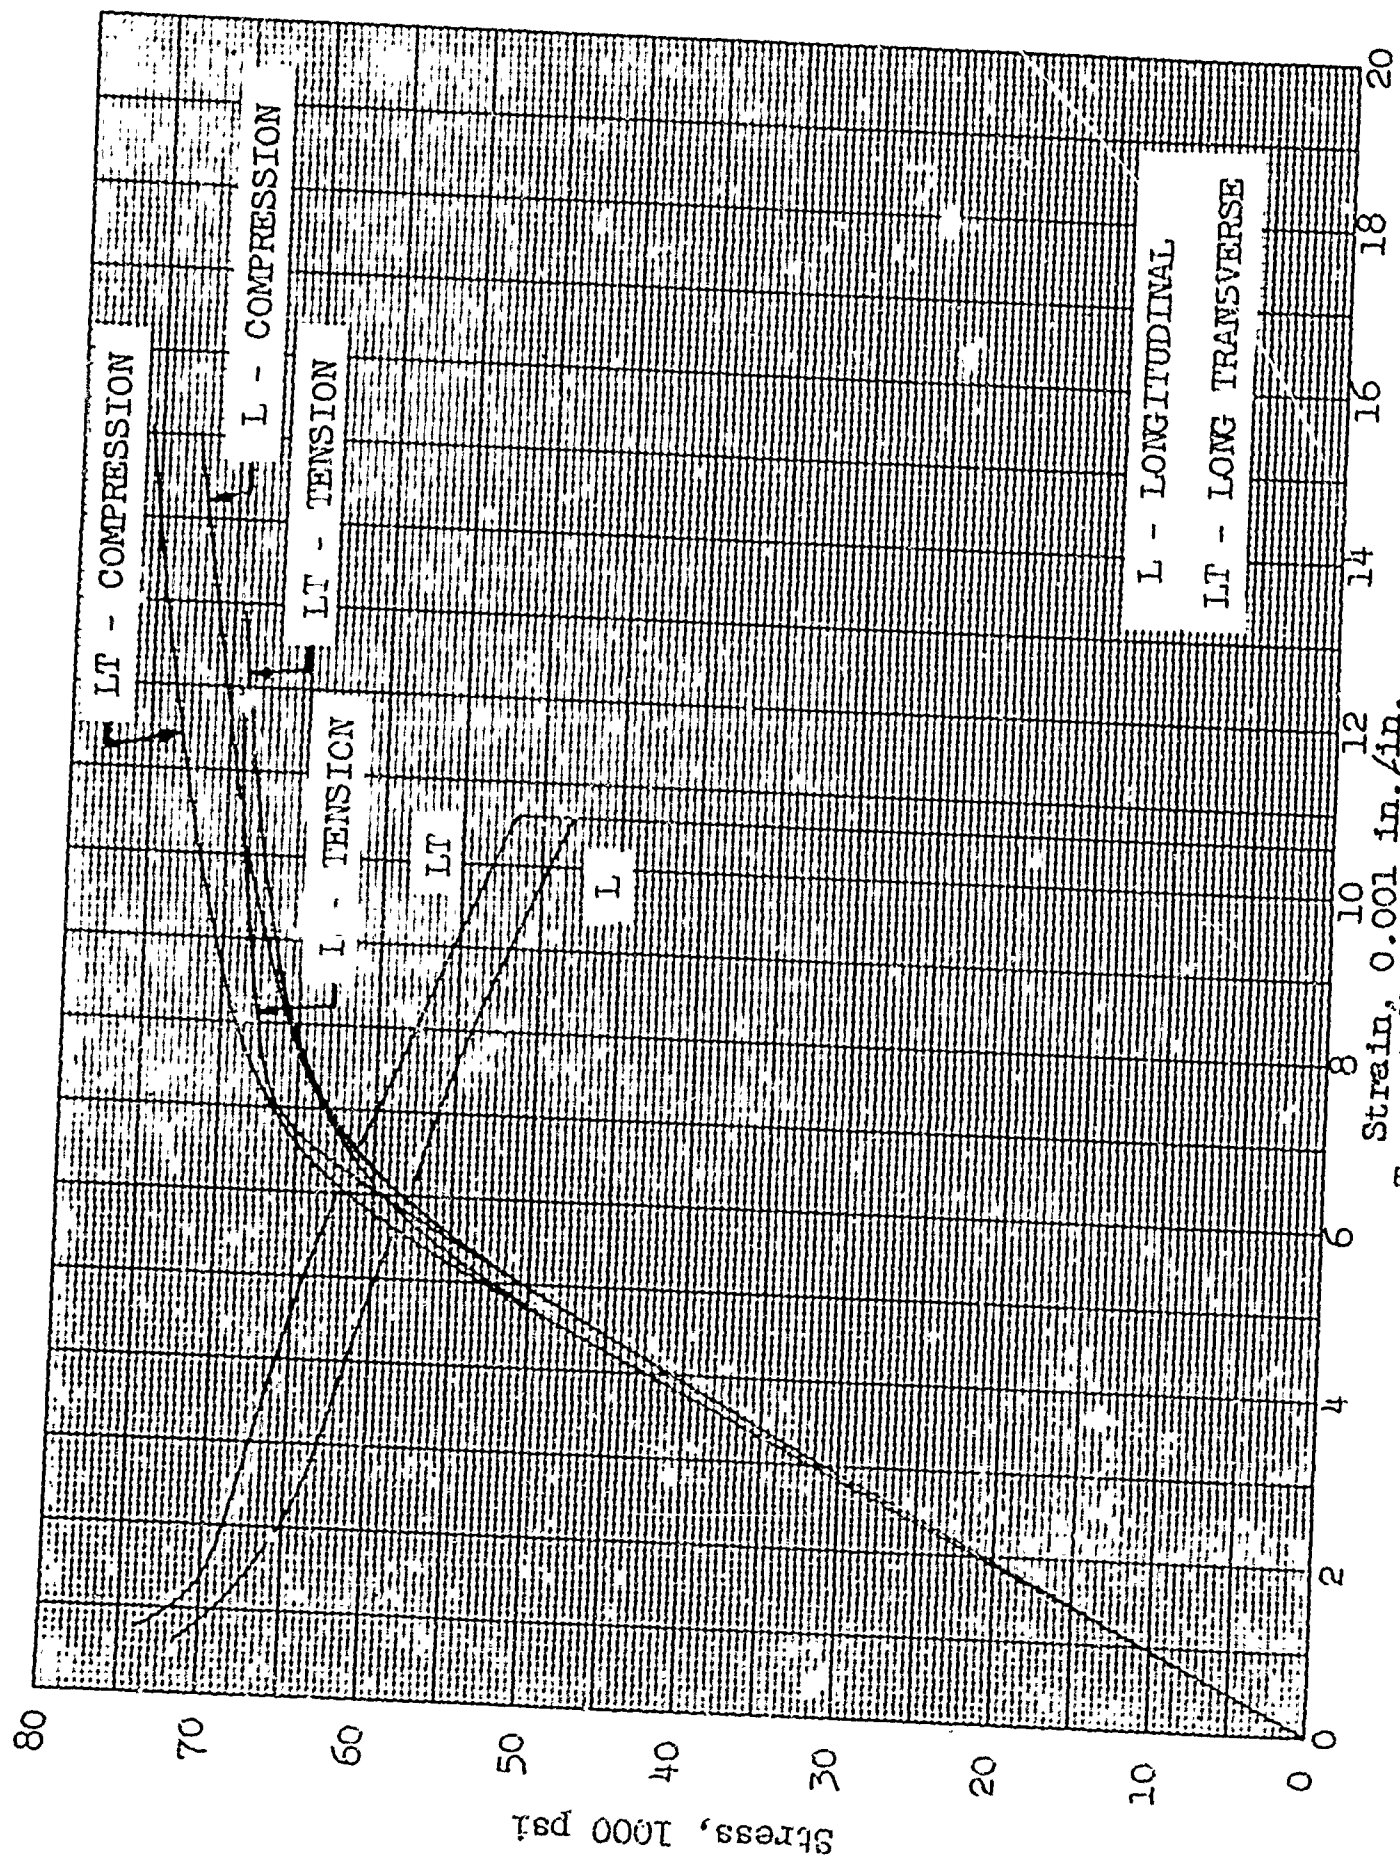 LT - COMPRESSION
L - COMPRESSION
LT - TENSION
L - TENSION
LT
L
L - LONGITUDINAL
LT - LONG TRANSVERSE
Stress, 1000 psi
80
70
60
50
40
30
20
10
0
0
2
4
6
8
10
12
14
16
18
20
Strain, 0.001 in./in.